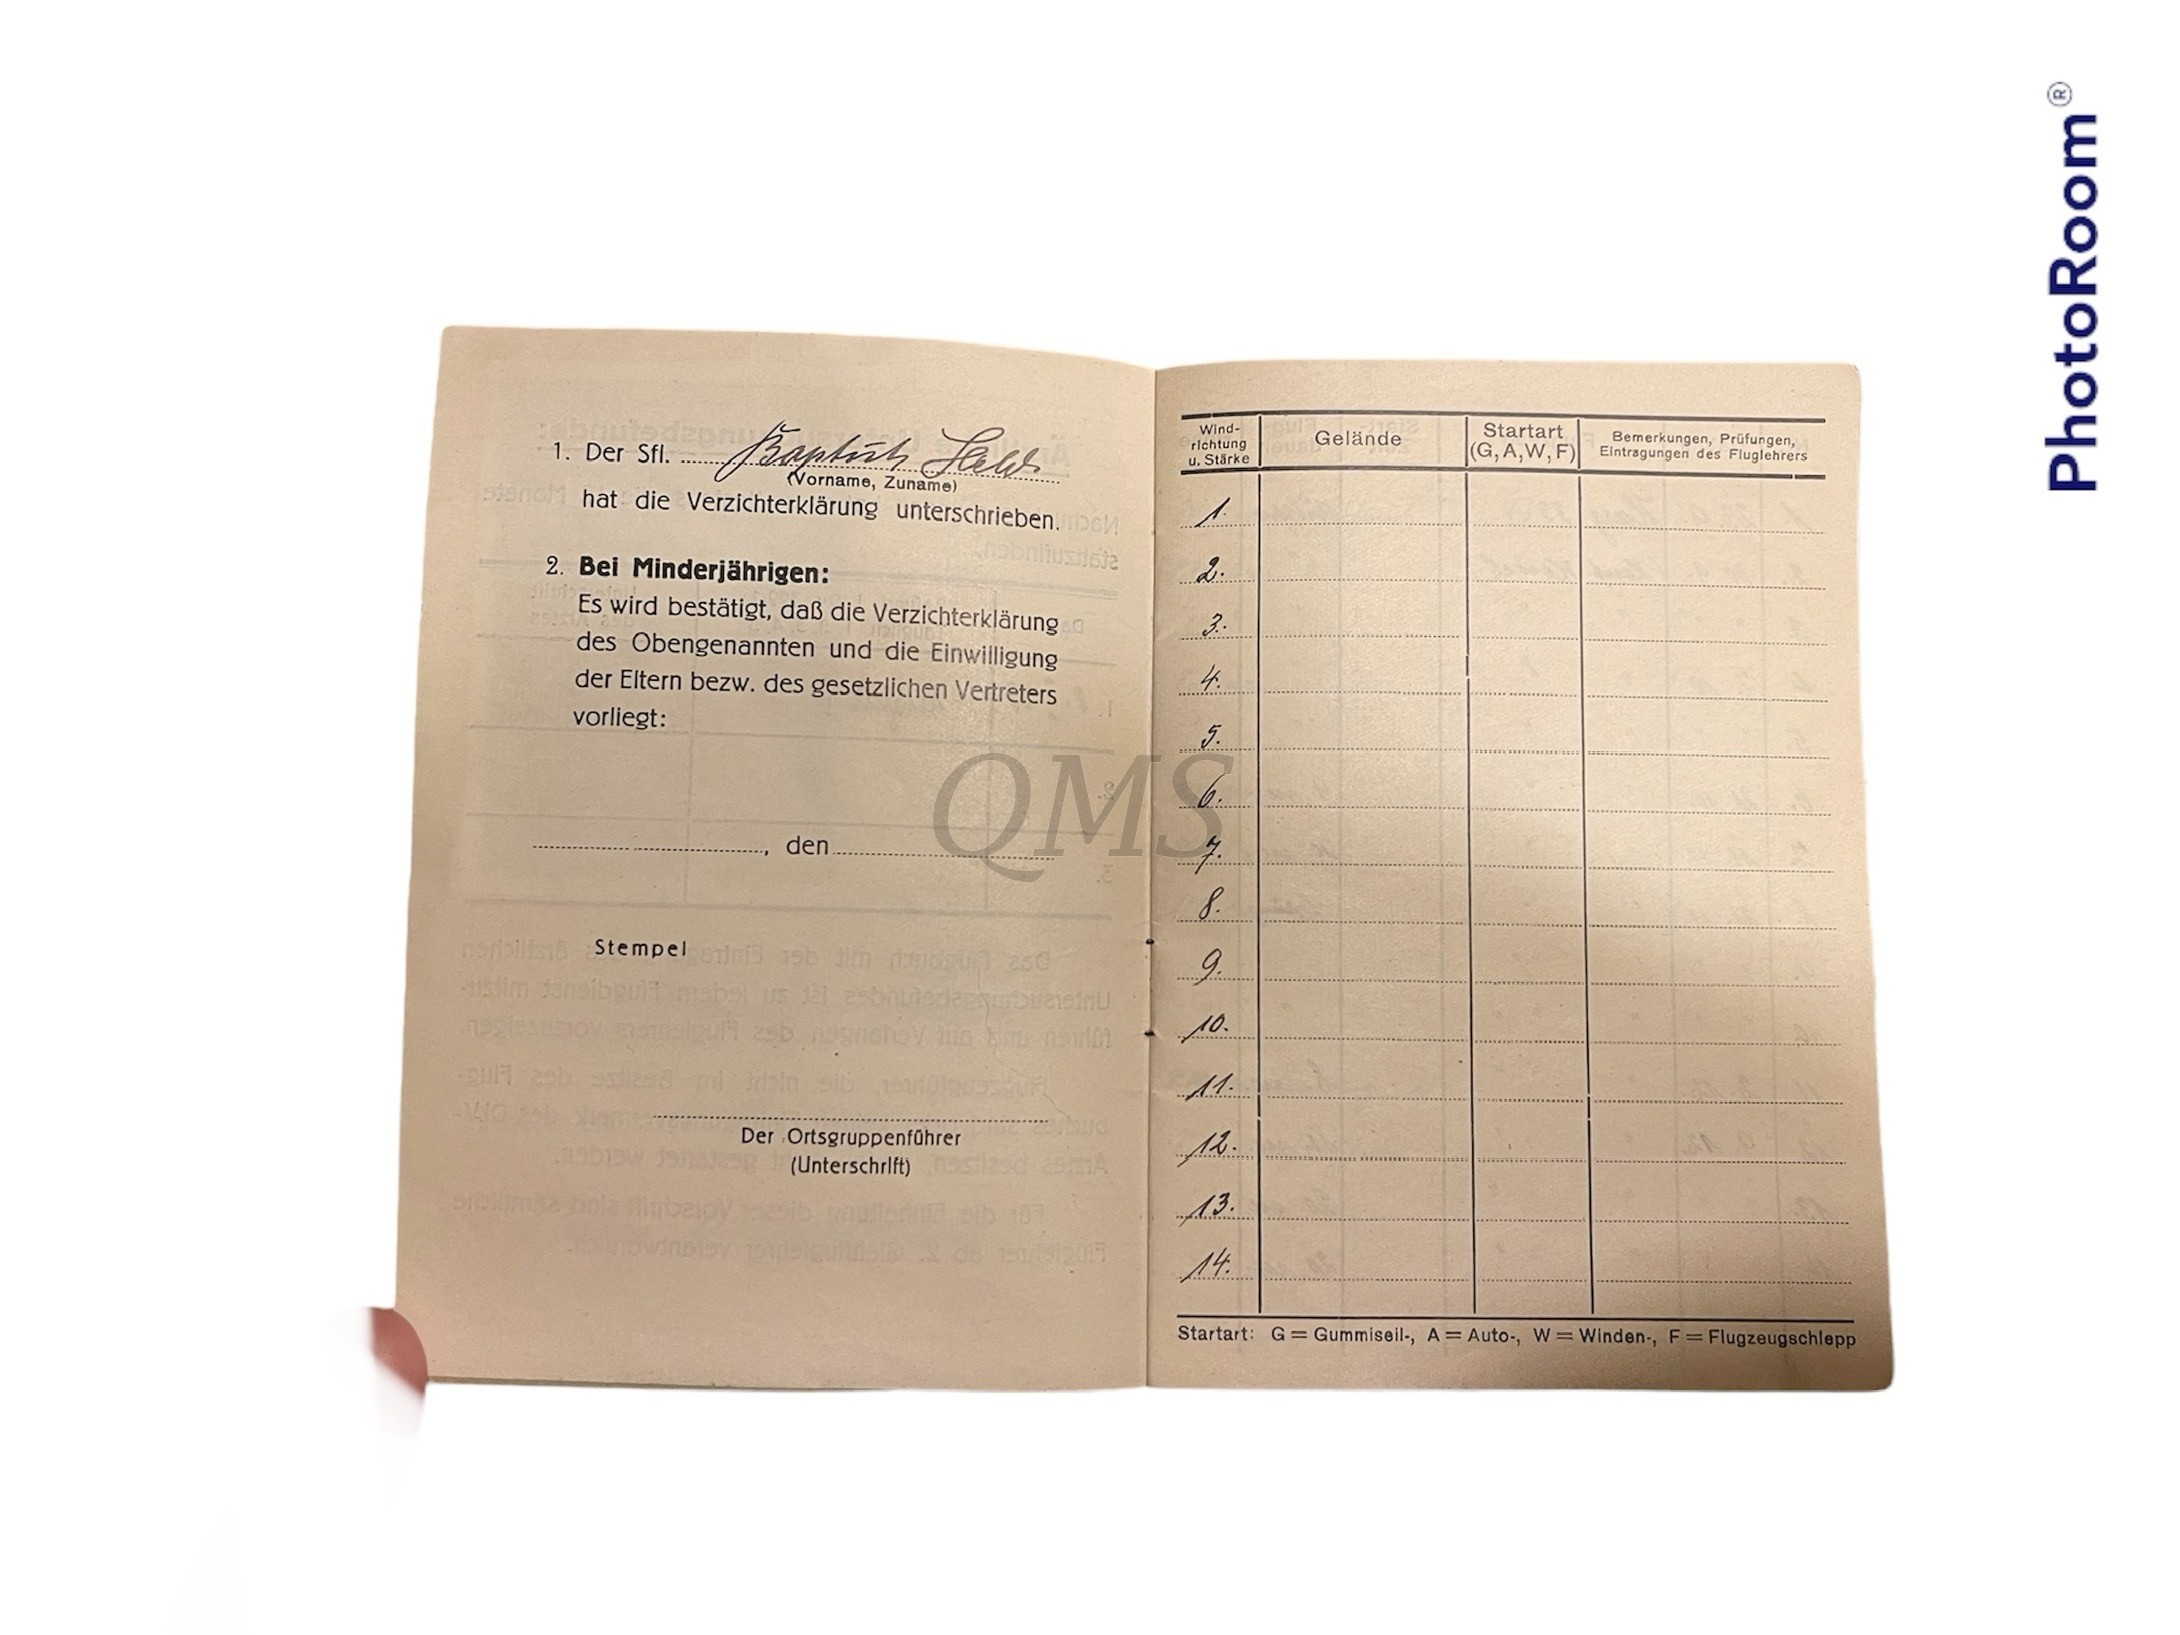 1. Der Sfl. Baptist Held
(Vorname, Zuname)
hat die Verzichterklärung unterschrieben.
2. Bei Minderjährigen:
Es wird bestätigt, daß die Verzichterklärung
des Obengenannten und die Einwilligung
der Eltern bezw. des gesetzlichen Vertreters
vorliegt:
, den
Stempel
Der Ortsgruppenführer
(Unterschrift)
Wind-
richtung
u. Stärke
Gelände
Startart
(G, A, W, F)
Bemerkungen, Prüfungen,
Eintragungen des Fluglehrers
1.
2.
3.
4.
5.
6.
7.
8.
9.
10.
11.
12.
13.
14.
Startart: G = Gummiseil-, A = Auto-, W = Winden-, F = Flugzeugschlepp
QMS
PhotoRoom®